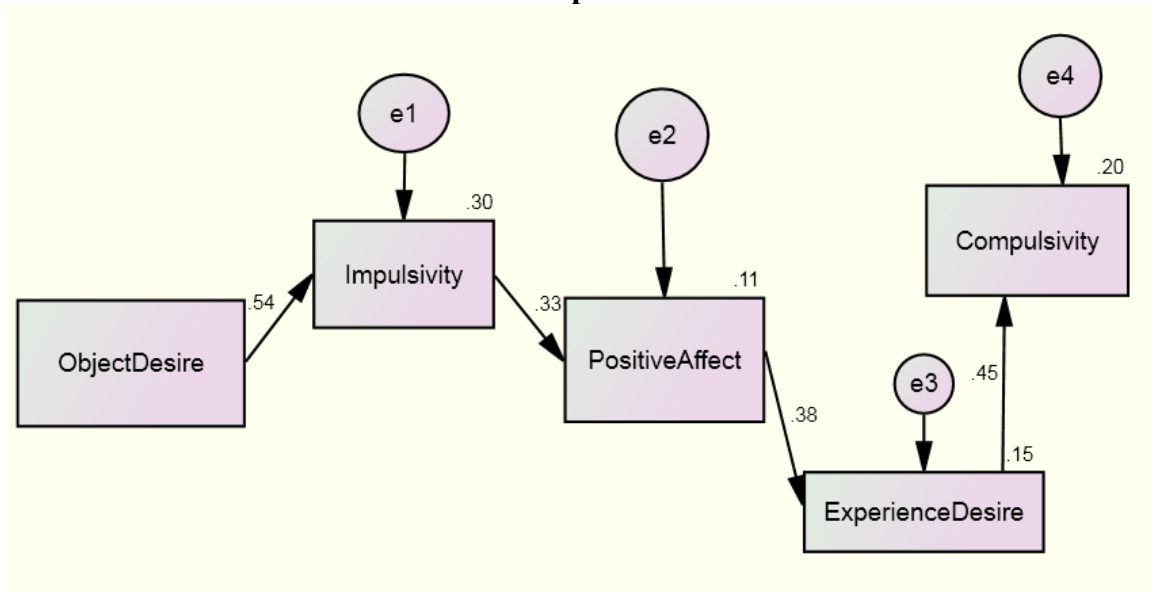 e1
e2
e4
.30
.20
Impulsivity
Compulsivity
.54
.33
.11
ObjectDesire
PositiveAffect
e3
.45
.38
.15
ExperienceDesire